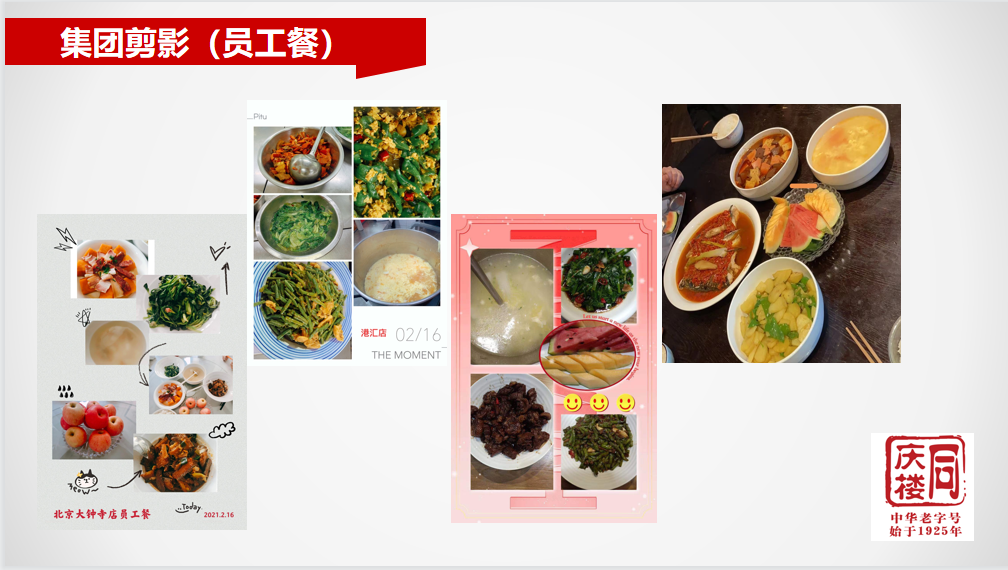 集团剪影（员工餐）
Pitu
港汇店
02/16
THE MOMENT
meow~
北京大钟寺店员工餐
Today
2021.2.16
同庆楼
中华老字号
始于1925年